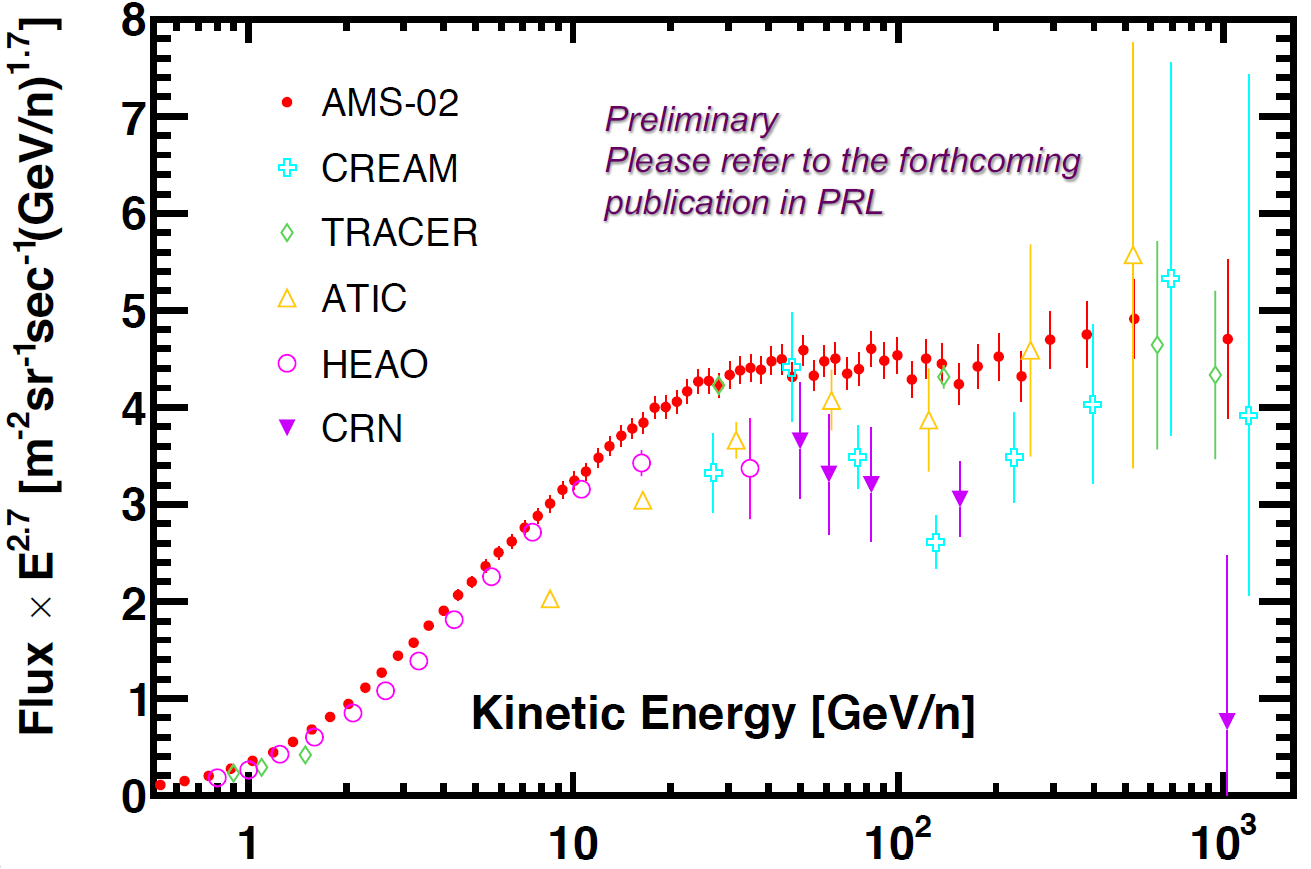 Flux × E^2.7 [m^-2sr^-1sec^-1(GeV/n)^1.7]
8
7
6
5
4
3
2
1
0
AMS-02
CREAM
TRACER
ATIC
HEAO
CRN
Preliminary
Please refer to the forthcoming
publication in PRL
Kinetic Energy [GeV/n]
1 10 10^2 10^3